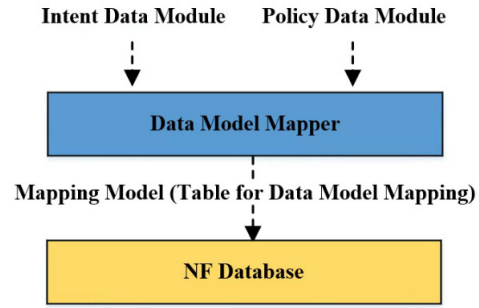 Intent Data Module
Policy Data Module
Data Model Mapper
Mapping Model (Table for Data Model Mapping)
NF Database